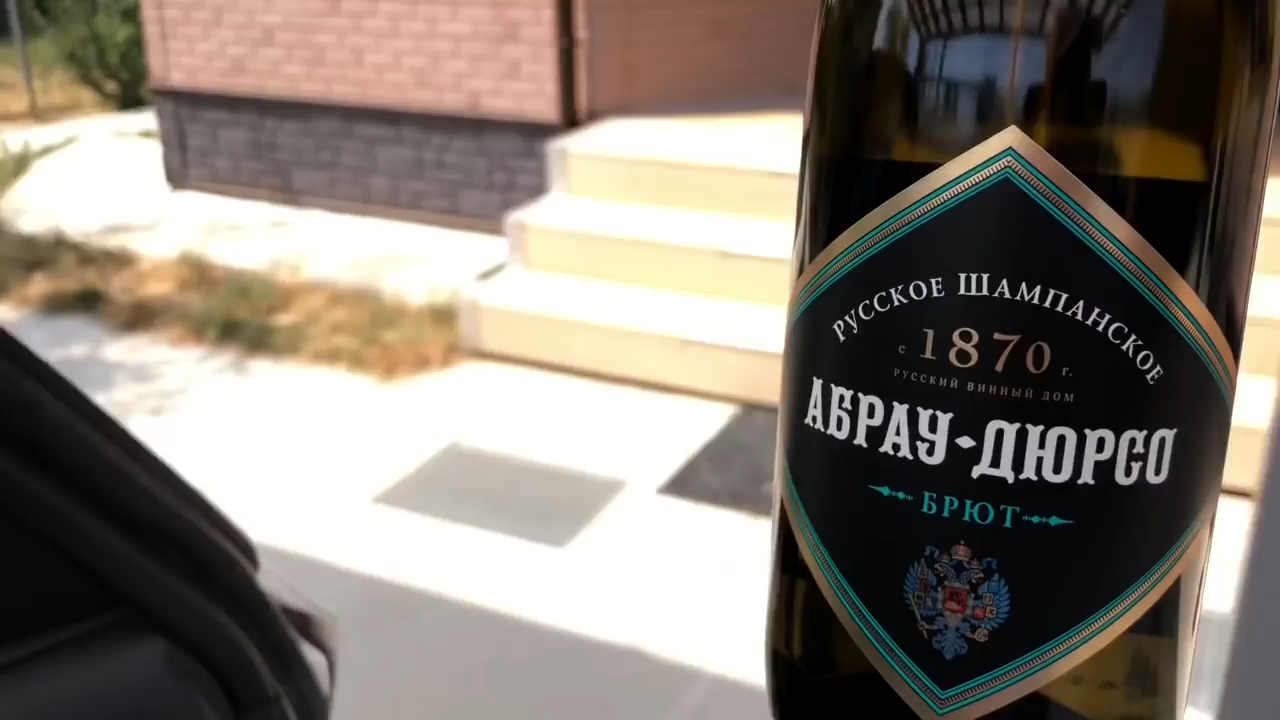 Русское Шампанское
с 1870 г.
русский винный дом
АБРАУ-ДЮРСО
БРЮТ